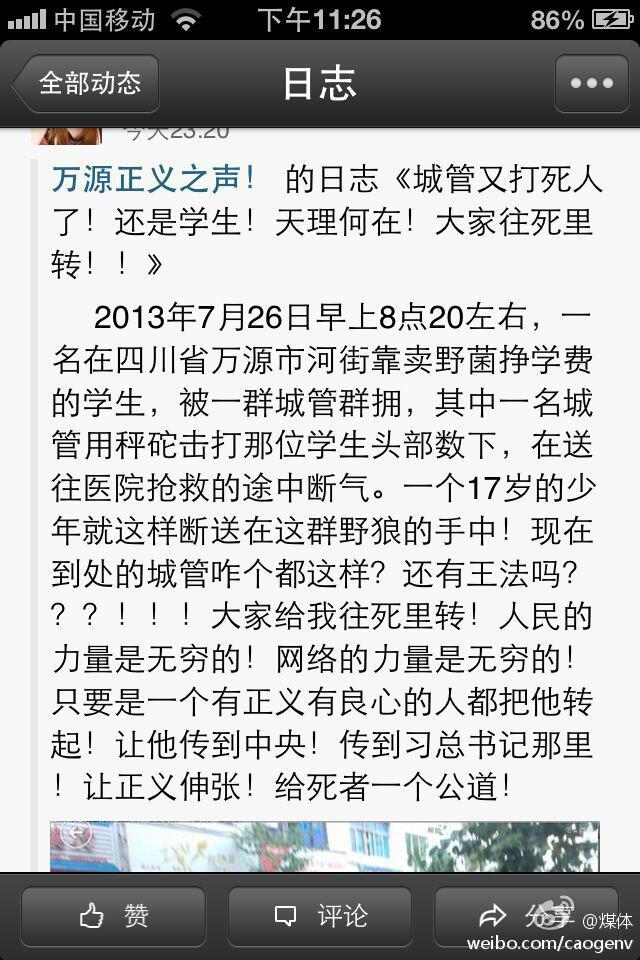 中国移动 下午11:26 86%
全部动态 日志
今天23:20
万源正义之声! 的日志《城管又打死人
了!还是学生!天理何在!大家往死里
转!!》
2013年7月26日早上8点20左右,一
名在四川省万源市河街靠卖野菌挣学费
的学生,被一群城管群拥,其中一名城
管用秤砣击打那位学生头部数下,在送
往医院抢救的途中断气。一个17岁的少
年就这样断送在这群野狼的手中!现在
到处的城管咋个都这样?还有王法吗?
??!!!大家给我往死里转!人民的
力量是无穷的!网络的力量是无穷的!
只要是一个有正义有良心的人都把他转
起!让他传到中央!传到习总书记那里
!让正义伸张!给死者一个公道!
赞 评论 分享
@煤体
weibo.com/caogenv